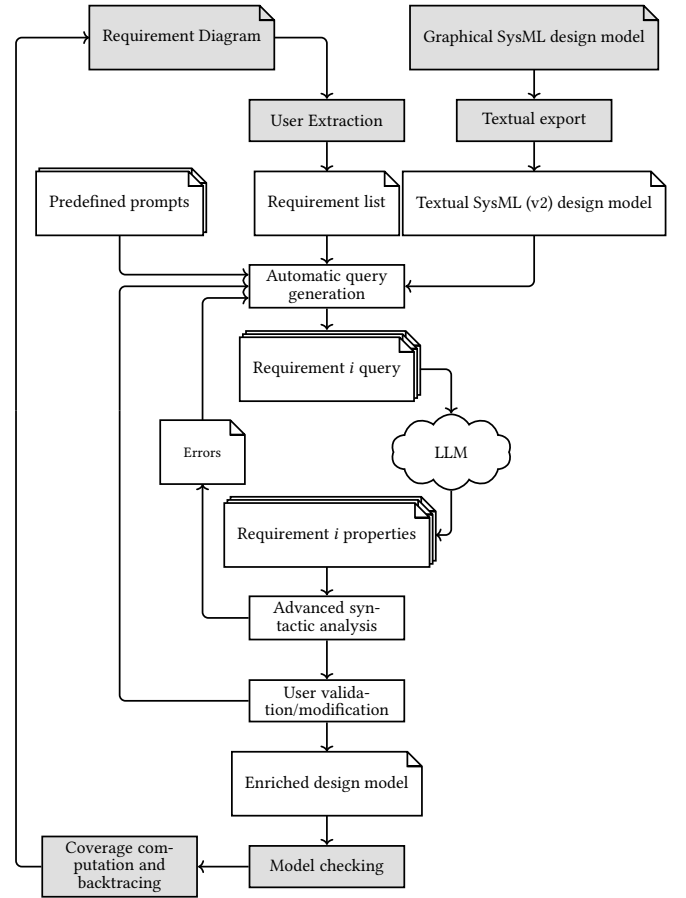 Requirement Diagram
Graphical SysML design model
User Extraction
Textual export
Predefined prompts
Requirement list
Textual SysML (v2) design model
Automatic query
generation
Requirement i query
Errors
LLM
Requirement i properties
Advanced syn-
tactic analysis
User valida-
tion/modification
Enriched design model
Coverage com-
putation and
backtracing
Model checking